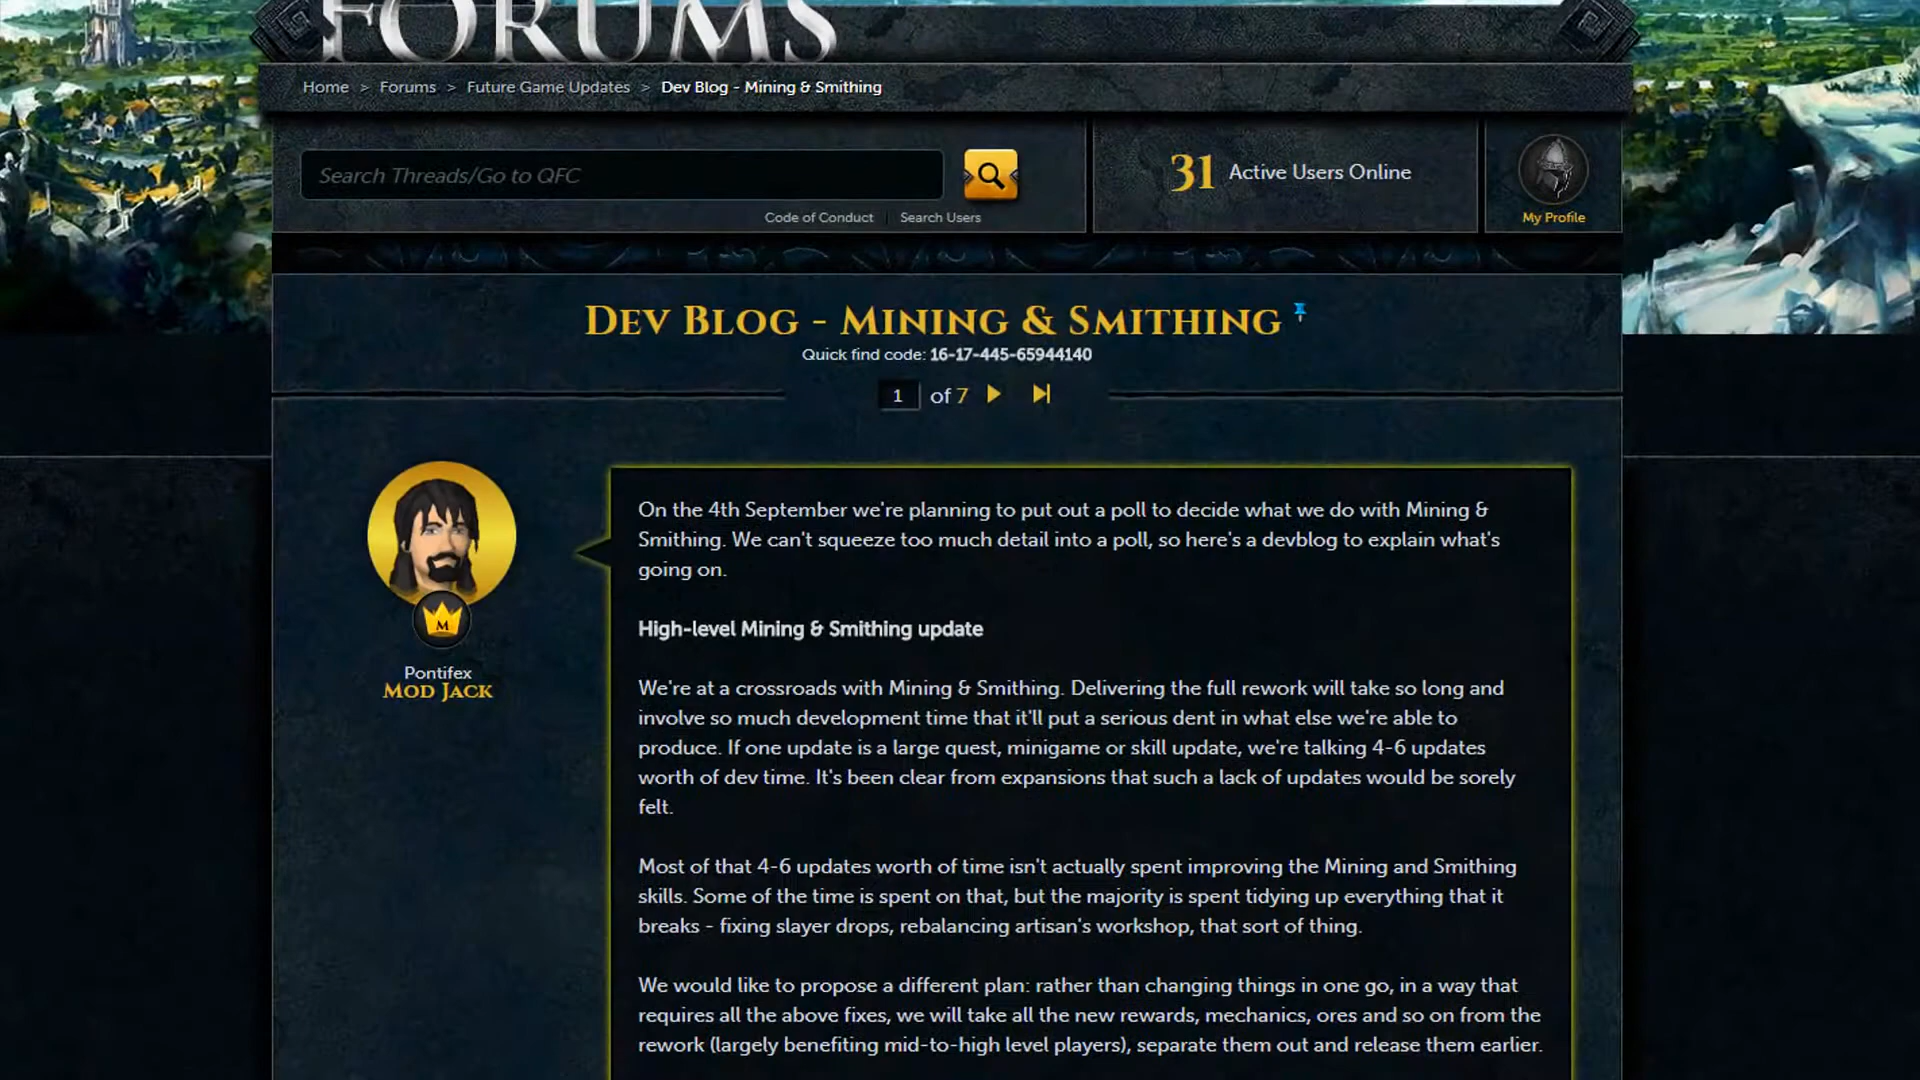 FORUMS
Home > Forums > Future Game Updates > Dev Blog - Mining & Smithing
Search Threads/Go to QFC
31 Active Users Online
Code of Conduct | Search Users
My Profile
Dev Blog - Mining & Smithing
Quick find code: 16-17-445-65944140
1 of 7
On the 4th September we're planning to put out a poll to decide what we do with Mining &
Smithing. We can't squeeze too much detail into a poll, so here's a devblog to explain what's
going on.
High-level Mining & Smithing update
M
Pontifex
Mod Jack
We're at a crossroads with Mining & Smithing. Delivering the full rework will take so long and
involve so much development time that it'll put a serious dent in what else we're able to
produce. If one update is a large quest, minigame or skill update, we're talking 4-6 updates
worth of dev time. It's been clear from expansions that such a lack of updates would be sorely
felt.
Most of that 4-6 updates worth of time isn't actually spent improving the Mining and Smithing
skills. Some of the time is spent on that, but the majority is spent tidying up everything that it
breaks - fixing slayer drops, rebalancing artisan's workshop, that sort of thing.
We would like to propose a different plan: rather than changing things in one go, in a way that
requires all the above fixes, we will take all the new rewards, mechanics, ores and so on from the
rework (largely benefiting mid-to-high level players), separate them out and release them earlier.